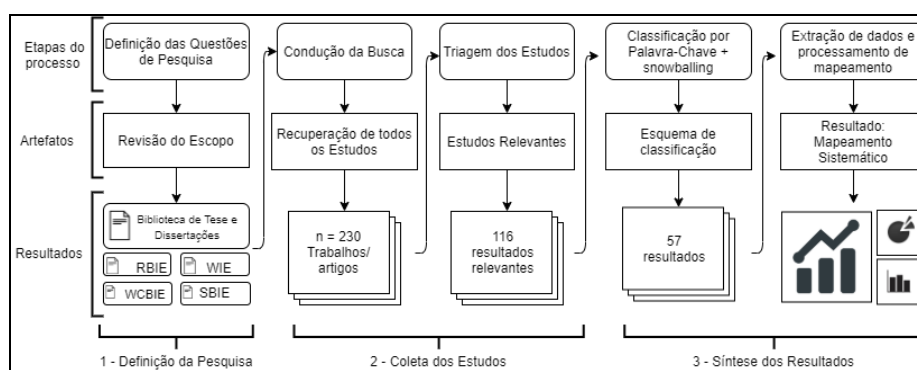 Etapas do
processo
Definição das Questões
de Pesquisa
Condução da Busca
Triagem dos Estudos
Classificação por
Palavra-Chave +
snowballing
Extração de dados e
processamento de
mapeamento
Artefatos
Revisão do Escopo
Recuperação de todos
os Estudos
Estudos Relevantes
Esquema de
classificação
Resultado:
Mapeamento
Sistemático
Resultados
Biblioteca de Tese e
Dissertações
RBIE
WIE
WCBIE
SBIE
n = 230
Trabalhos/
artigos
116
resultados
relevantes
57
resultados
1 - Definição da Pesquisa
2 - Coleta dos Estudos
3 - Síntese dos Resultados